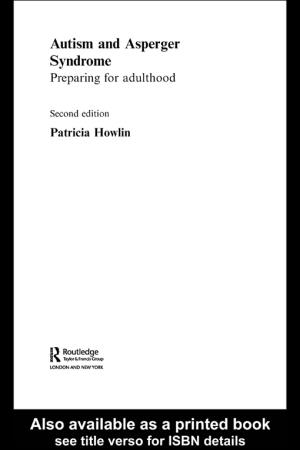 Autism and Asperger
Syndrome
Preparing for adulthood
Second edition
Patricia Howlin
Routledge
Taylor & Francis Group
LONDON AND NEW YORK
Also available as a printed book
see title verso for ISBN details